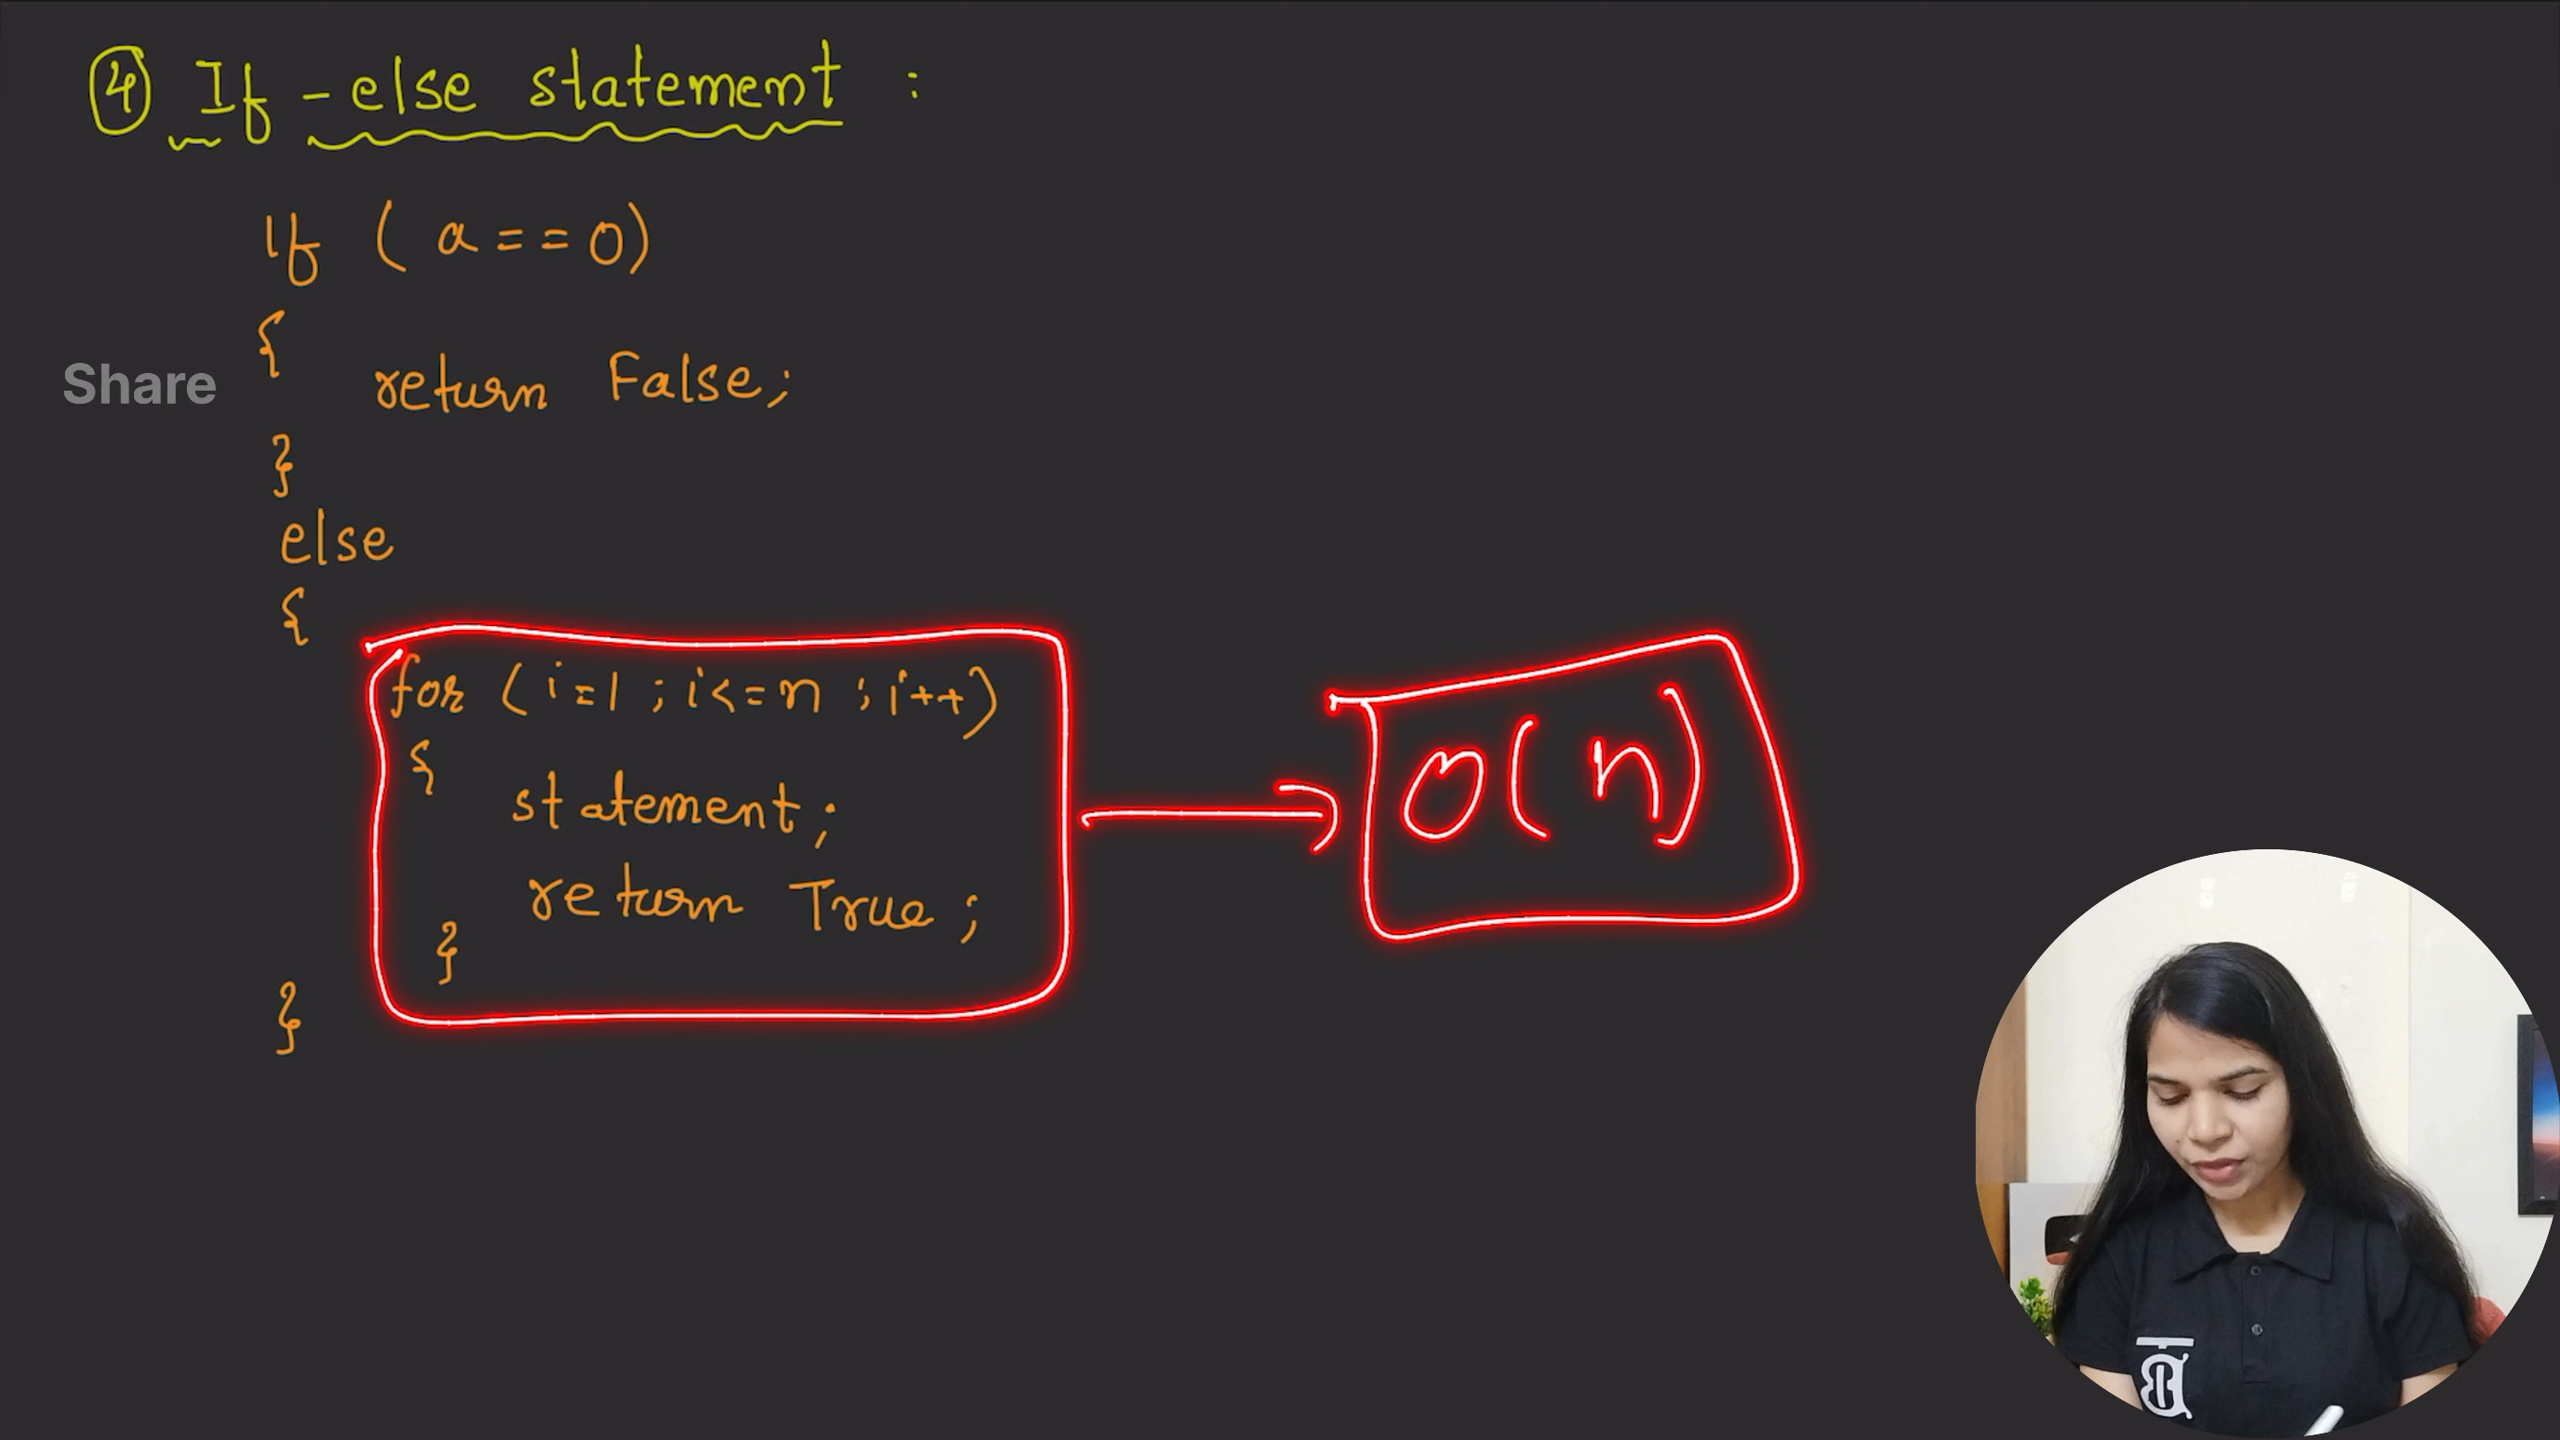 ④ If - else statement :
If ( a == 0)
{
return False;
Share
}
else
{
for ( i=1 ; i<=n ; i++)
{
statement;
return True;
}
}
O(n)